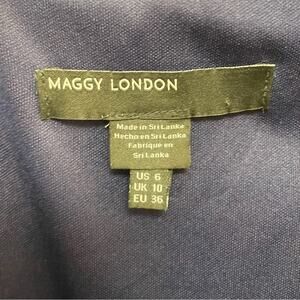 MAGGY LONDON
Made in Sri Lanka
Hecho en Sri Lanka
Fabrique en
Sri Lanka
US 6
UK 10
EU 36